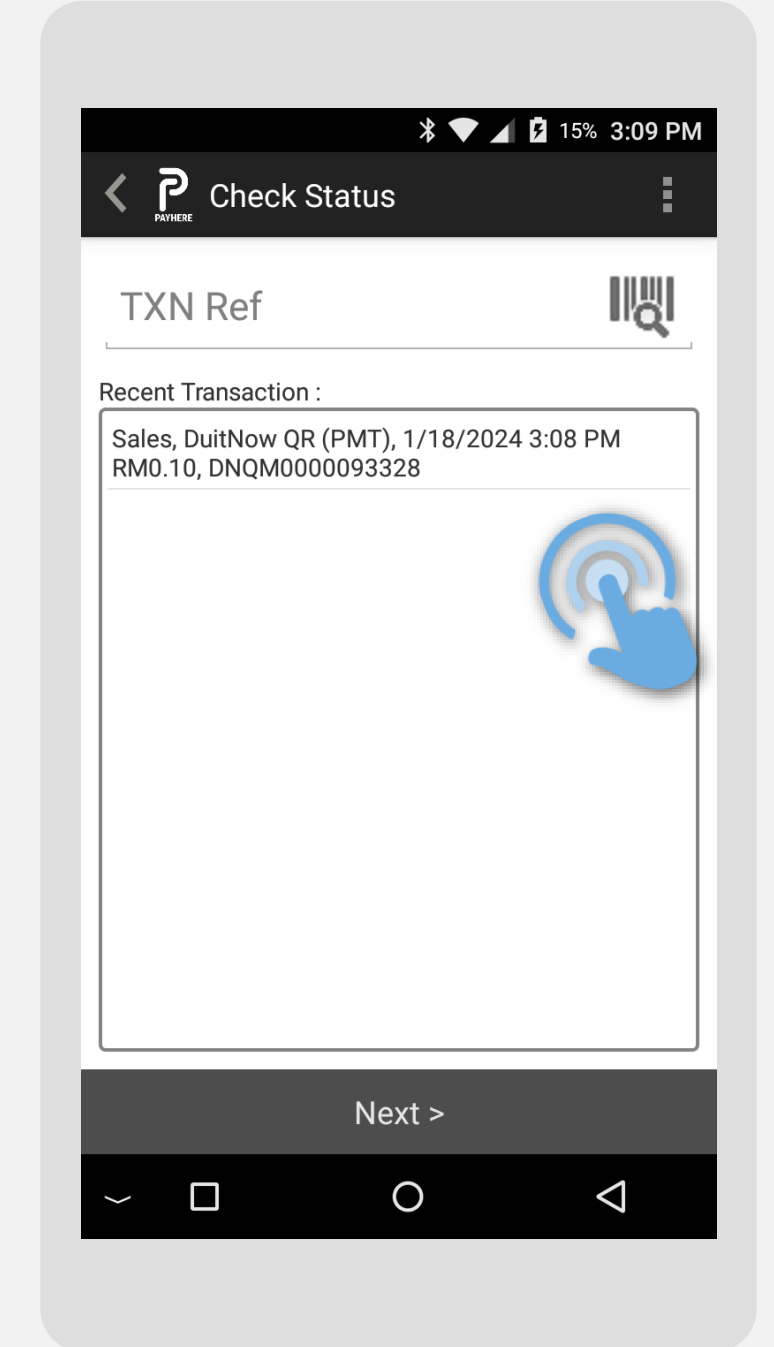 15% 3:09 PM
PAYHERE
Check Status
TXN Ref
Recent Transaction :
Sales, DuitNow QR (PMT), 1/18/2024 3:08 PM
RM0.10, DNQM0000093328
Next >